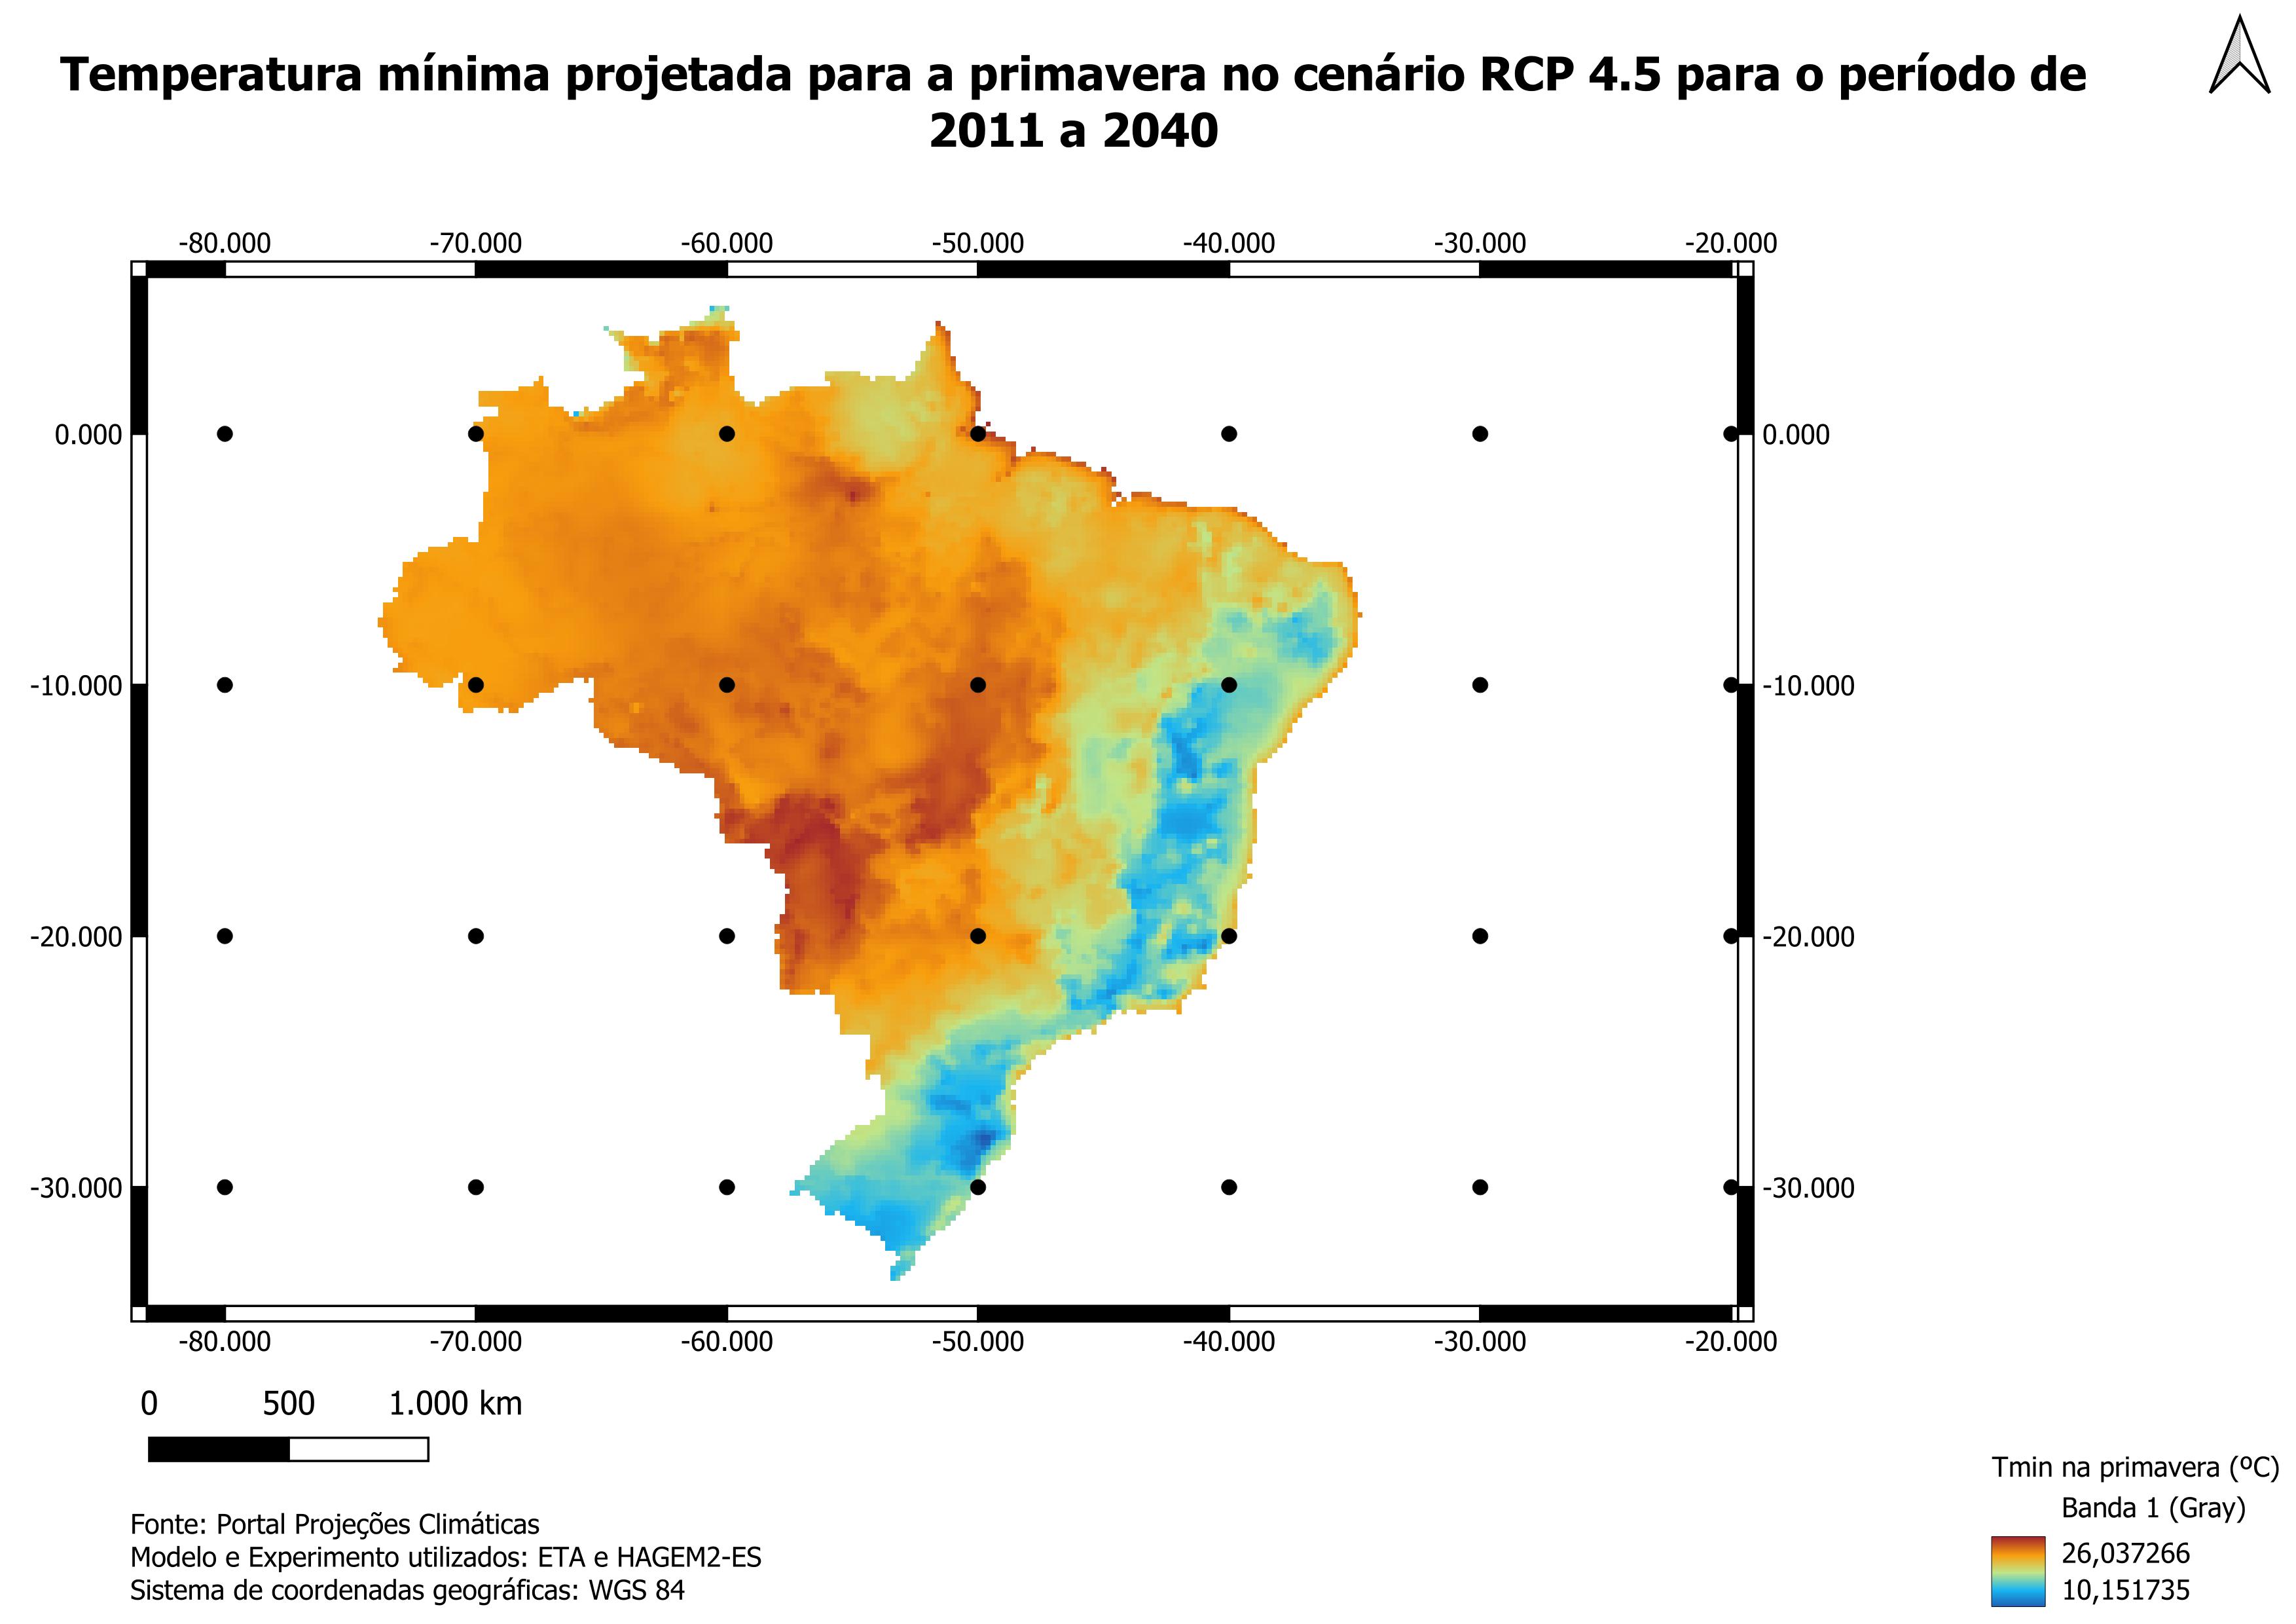 Temperatura mínima projetada para a primavera no cenário RCP 4.5 para o período de
2011 a 2040
-80.000 -70.000 -60.000 -50.000 -40.000 -30.000 -20.000
0.000 0.000
-10.000 -10.000
-20.000 -20.000
-30.000 -30.000
-80.000 -70.000 -60.000 -50.000 -40.000 -30.000 -20.000
0 500 1.000 km
Tmin na primavera (ºC)
Banda 1 (Gray)
26,037266
10,151735
Fonte: Portal Projeções Climáticas
Modelo e Experimento utilizados: ETA e HAGEM2-ES
Sistema de coordenadas geográficas: WGS 84